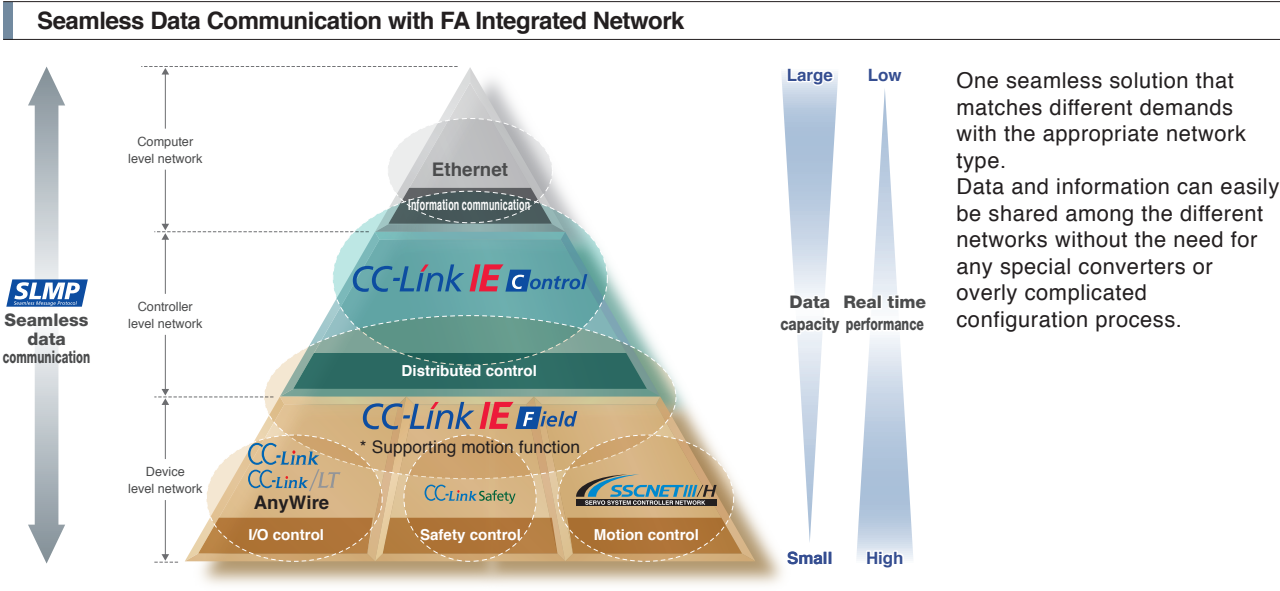 Seamless Data Communication with FA Integrated Network
SLMP
Seamless Message Protocol
Seamless
data
communication
Computer
level network
Controller
level network
Device
level network
Ethernet
Information communication
CC-Link IE Control
Distributed control
CC-Link IE Field
* Supporting motion function
CC-Link
CC-Link/LT
AnyWire
I/O control
CC-Link Safety
Safety control
SSCNETIII/H
SERVO SYSTEM CONTROLLER NETWORK
Motion control
Large
Data
capacity
Small
Low
Real time
performance
High
One seamless solution that
matches different demands
with the appropriate network
type.
Data and information can easily
be shared among the different
networks without the need for
any special converters or
overly complicated
configuration process.